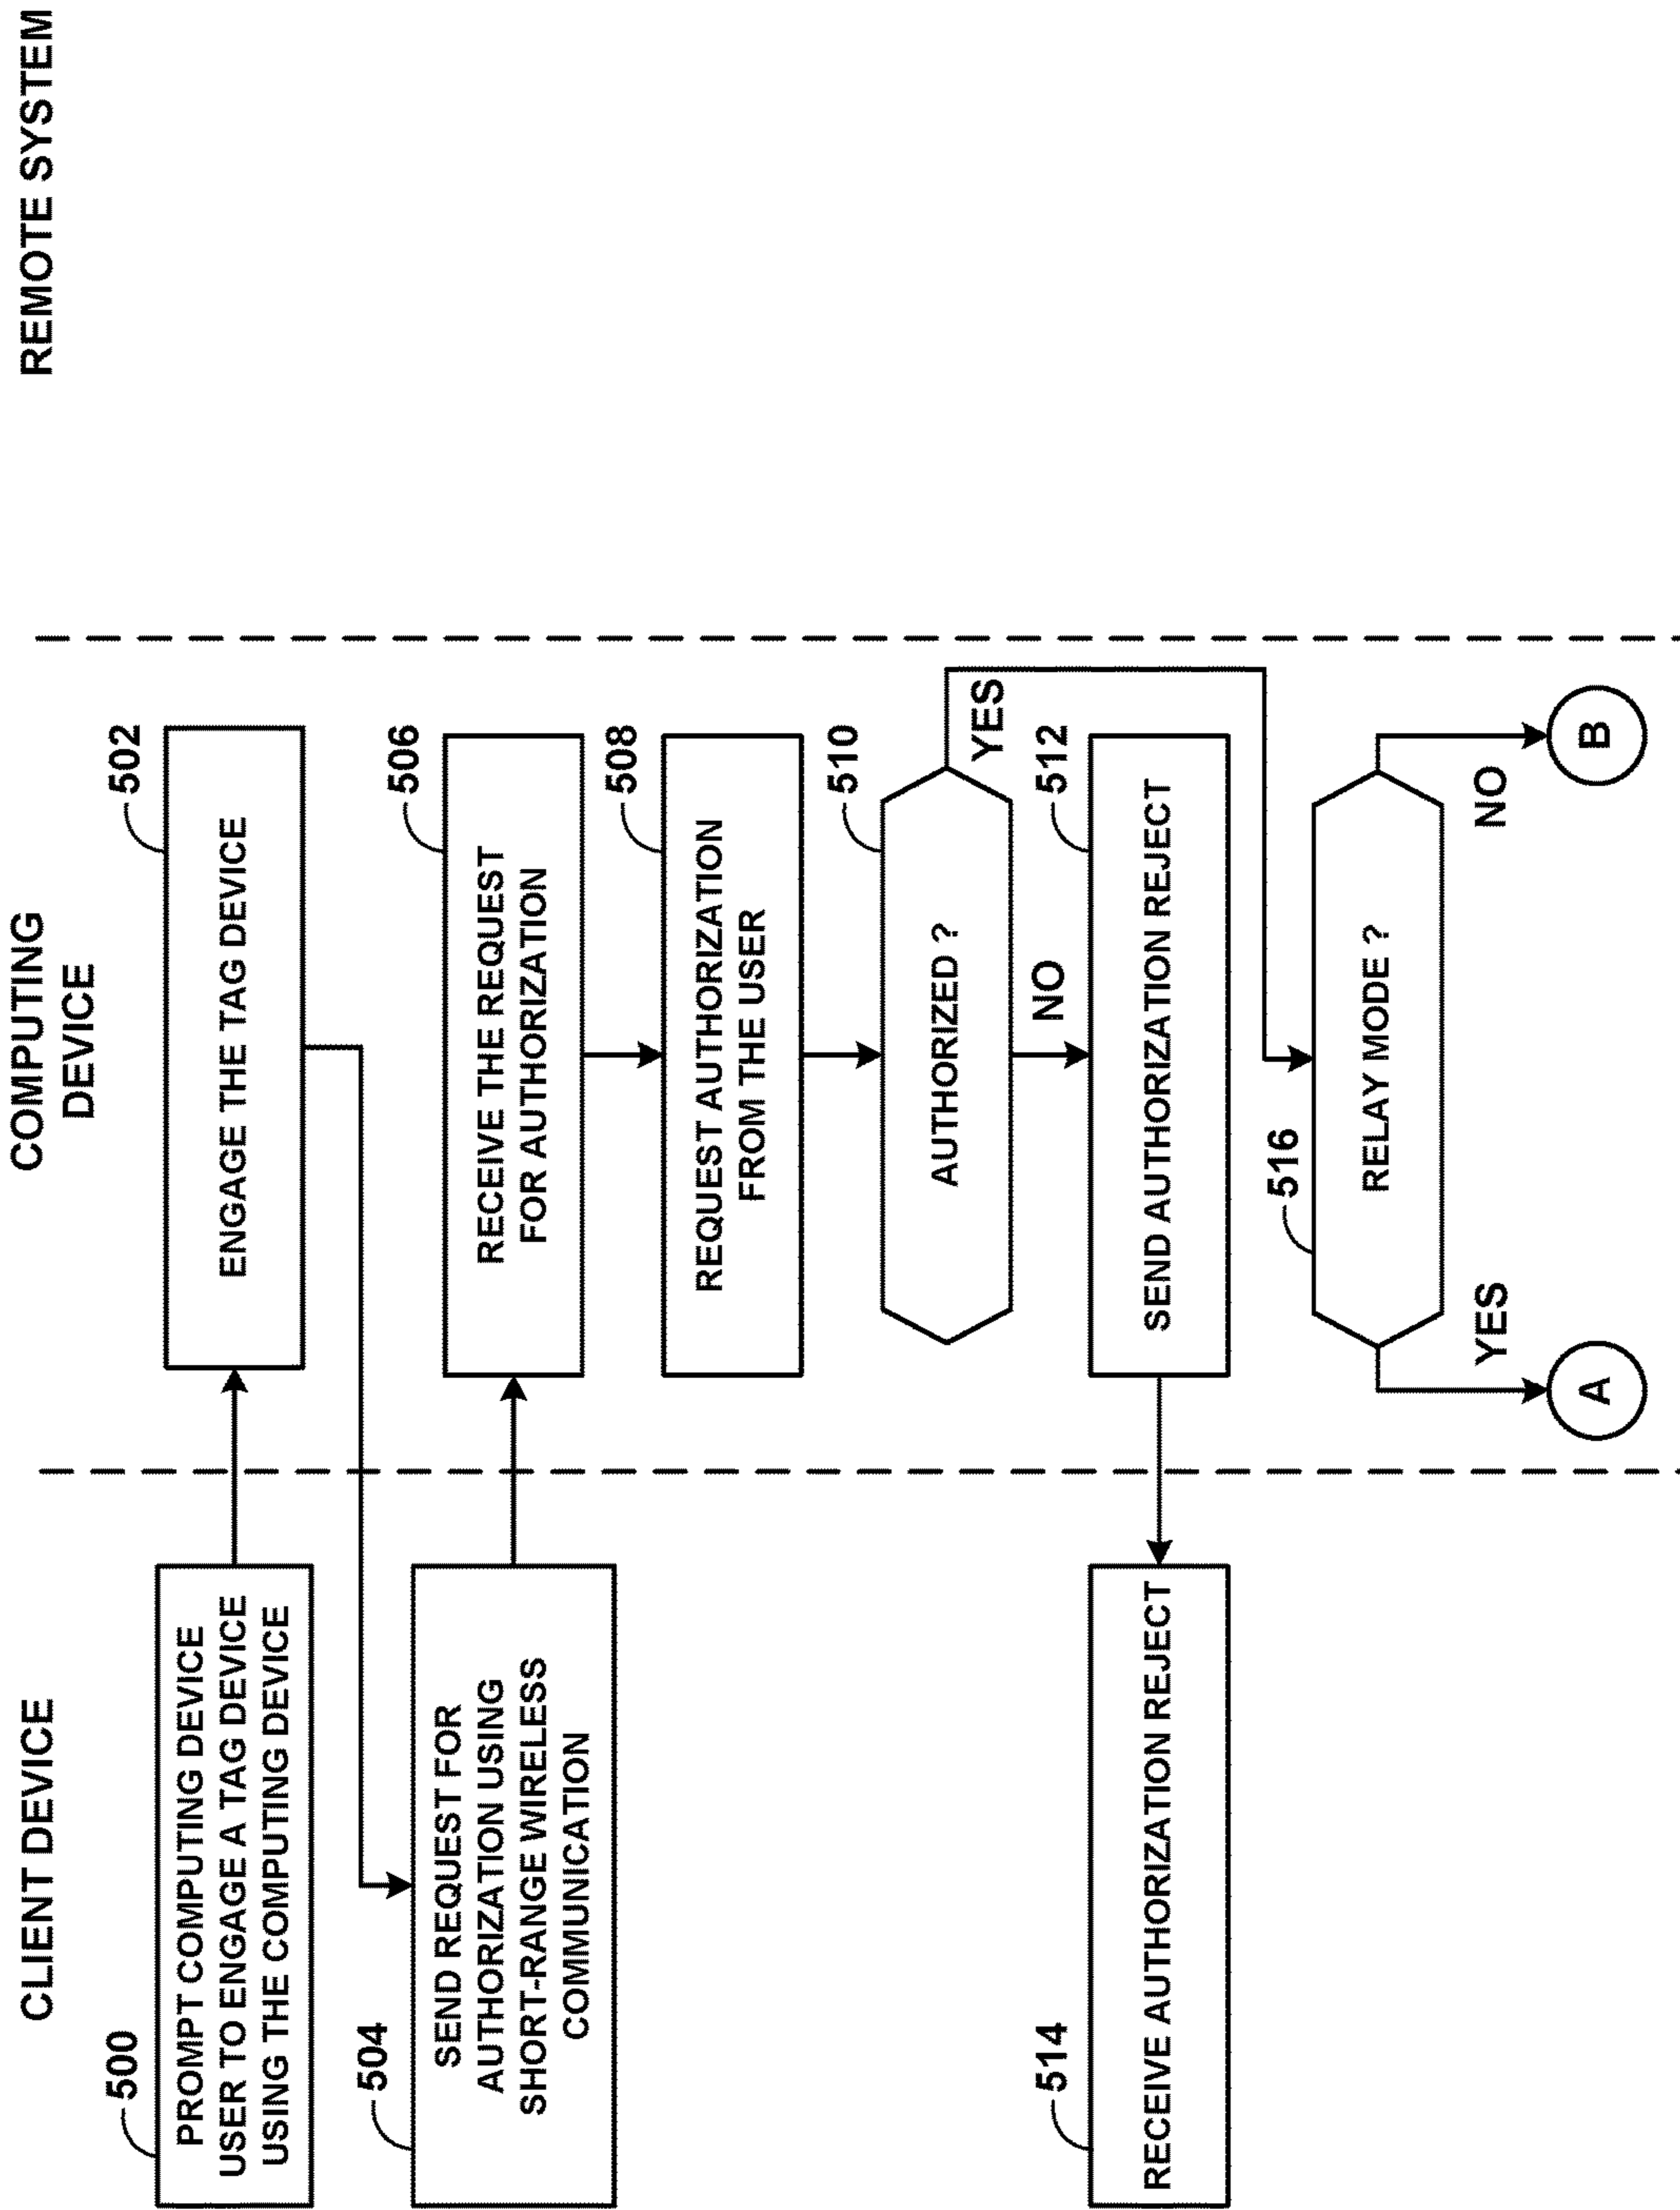 CLIENT DEVICE
COMPUTING
DEVICE
REMOTE SYSTEM
500
PROMPT COMPUTING DEVICE
USER TO ENGAGE A TAG DEVICE
USING THE COMPUTING DEVICE
502
ENGAGE THE TAG DEVICE
504
SEND REQUEST FOR
AUTHORIZATION USING
SHORT-RANGE WIRELESS
COMMUNICATION
506
RECEIVE THE REQUEST
FOR AUTHORIZATION
508
REQUEST AUTHORIZATION
FROM THE USER
510
AUTHORIZED ?
YES
NO
512
SEND AUTHORIZATION REJECT
514
RECEIVE AUTHORIZATION REJECT
516
RELAY MODE ?
YES
NO
A
B